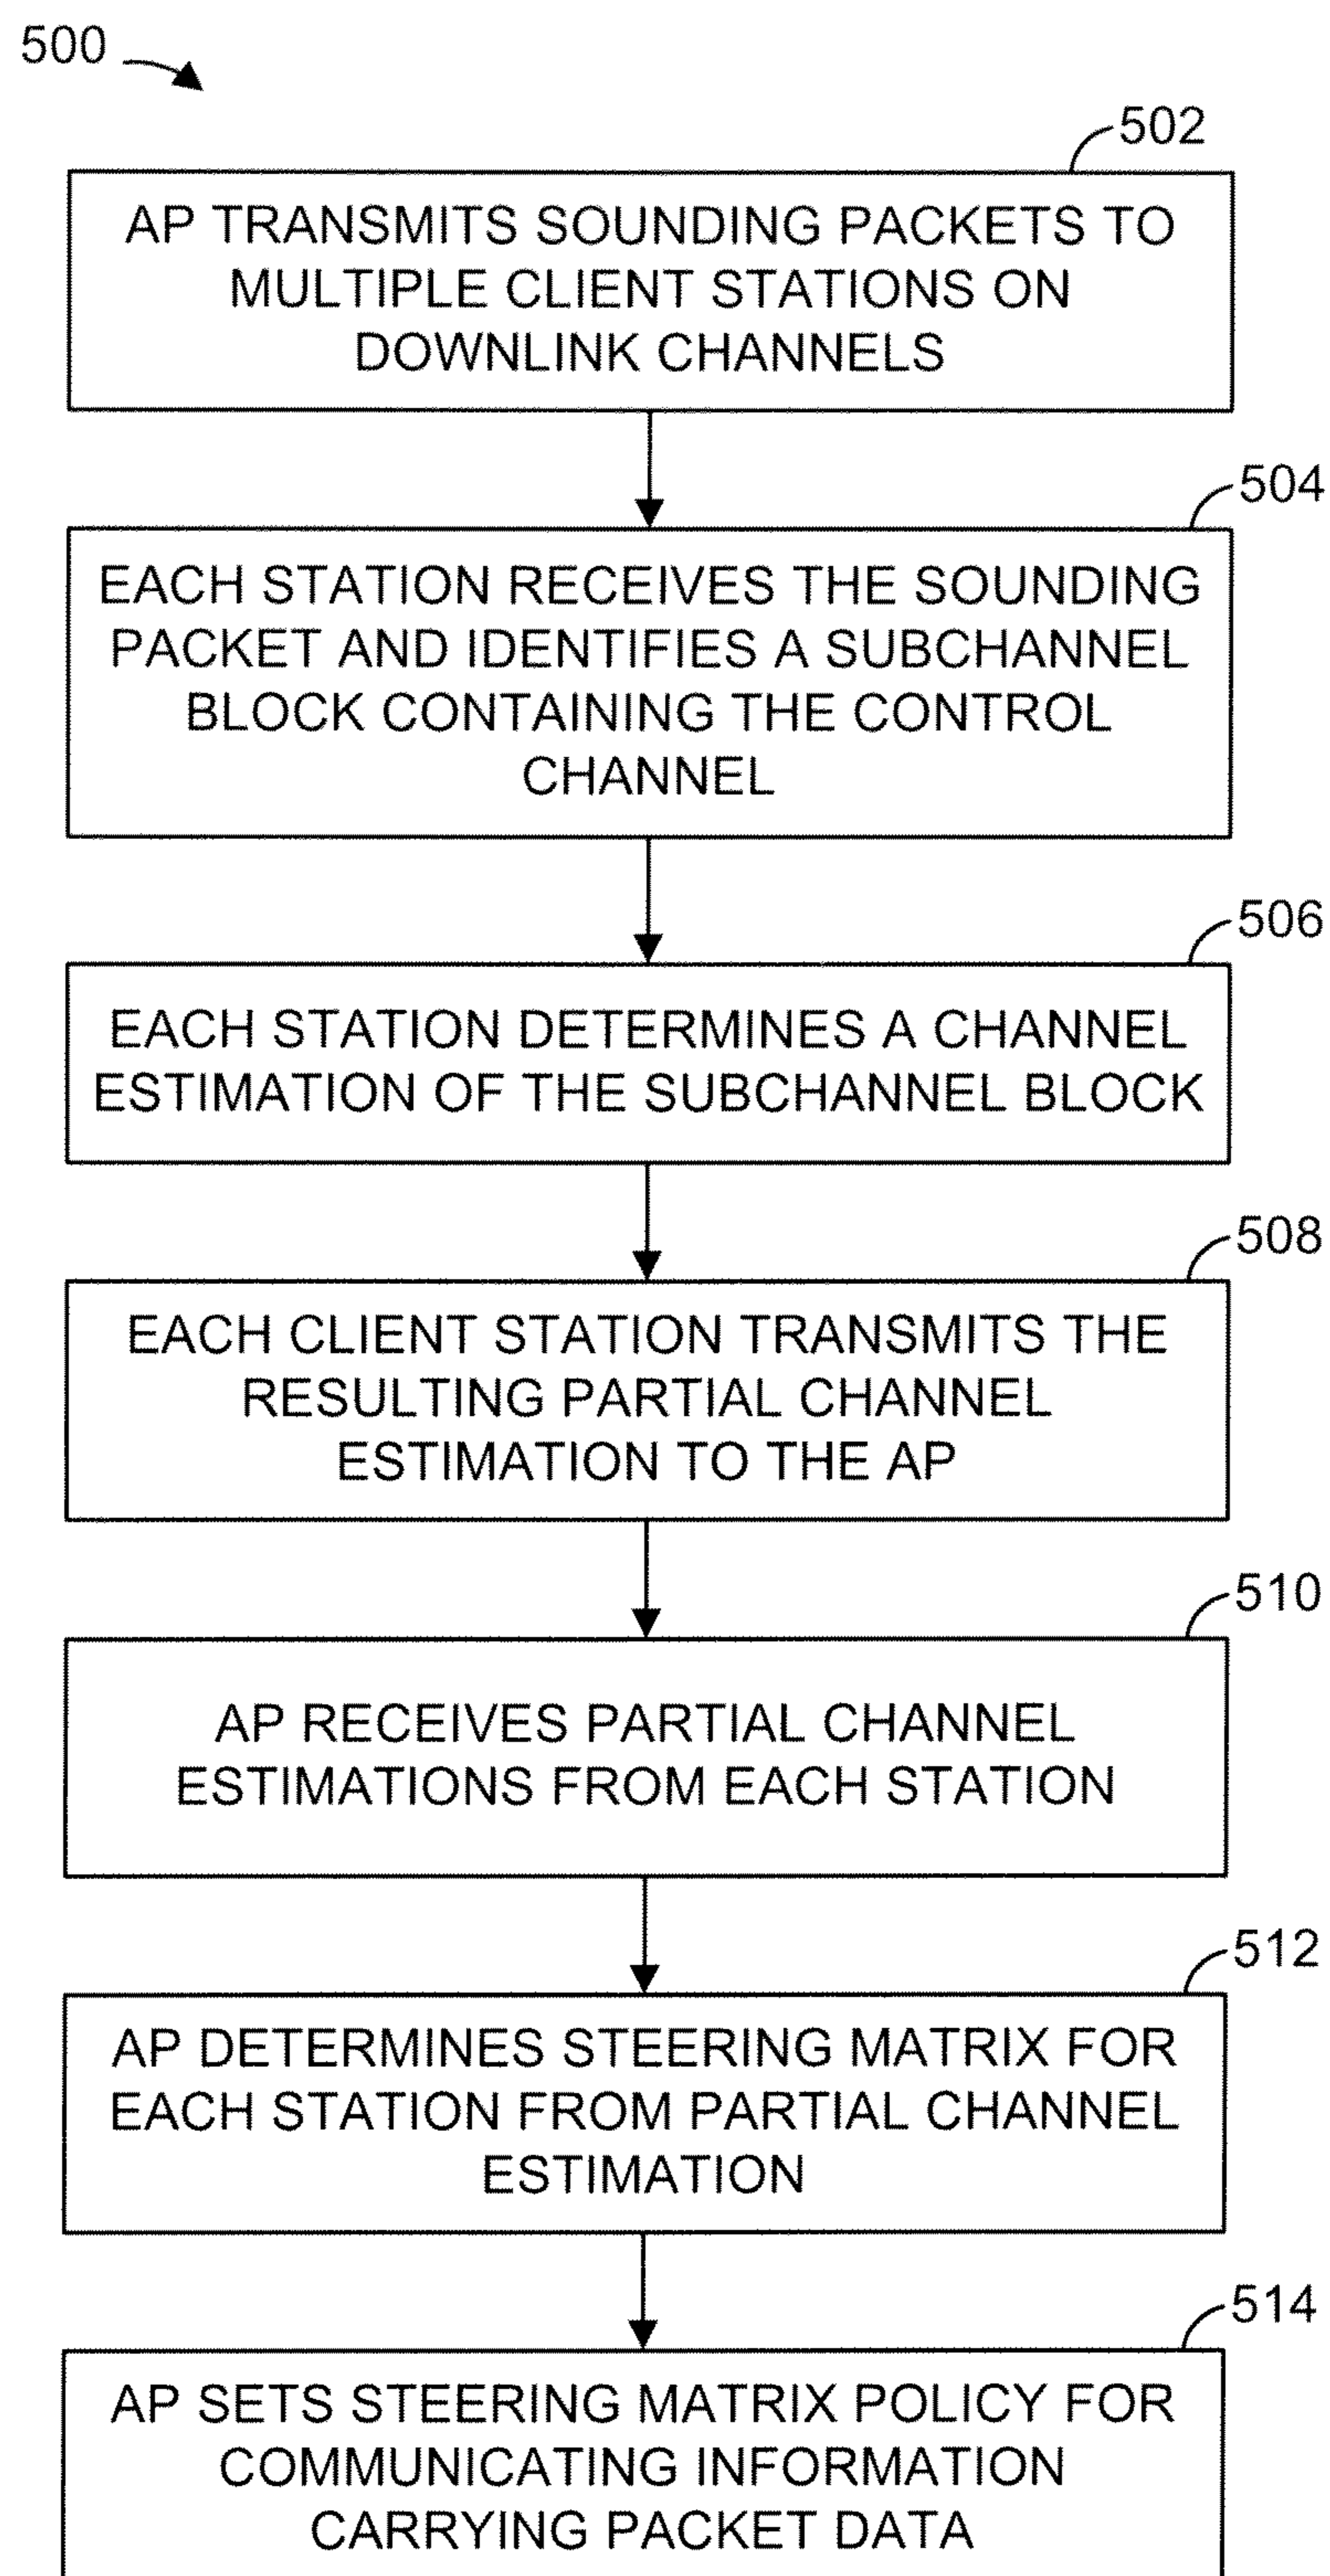 500
502
AP TRANSMITS SOUNDING PACKETS TO
MULTIPLE CLIENT STATIONS ON
DOWNLINK CHANNELS
504
EACH STATION RECEIVES THE SOUNDING
PACKET AND IDENTIFIES A SUBCHANNEL
BLOCK CONTAINING THE CONTROL
CHANNEL
506
EACH STATION DETERMINES A CHANNEL
ESTIMATION OF THE SUBCHANNEL BLOCK
508
EACH CLIENT STATION TRANSMITS THE
RESULTING PARTIAL CHANNEL
ESTIMATION TO THE AP
510
AP RECEIVES PARTIAL CHANNEL
ESTIMATIONS FROM EACH STATION
512
AP DETERMINES STEERING MATRIX FOR
EACH STATION FROM PARTIAL CHANNEL
ESTIMATION
514
AP SETS STEERING MATRIX POLICY FOR
COMMUNICATING INFORMATION
CARRYING PACKET DATA